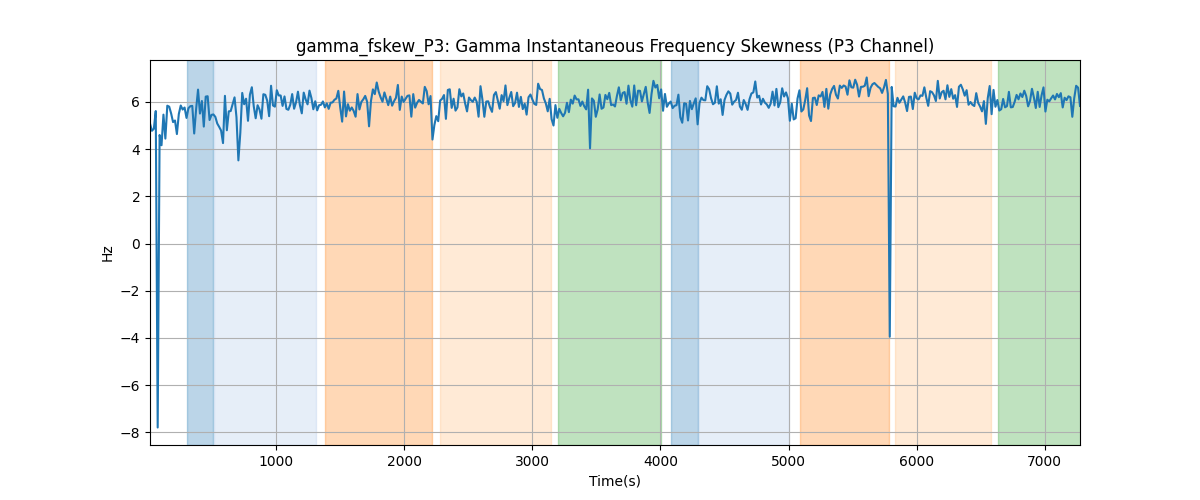 gamma_fskew_P3: Gamma Instantaneous Frequency Skewness (P3 Channel)
6
4
2
0
−2
−4
−6
−8
Hz
1000 2000 3000 4000 5000 6000 7000
Time(s)